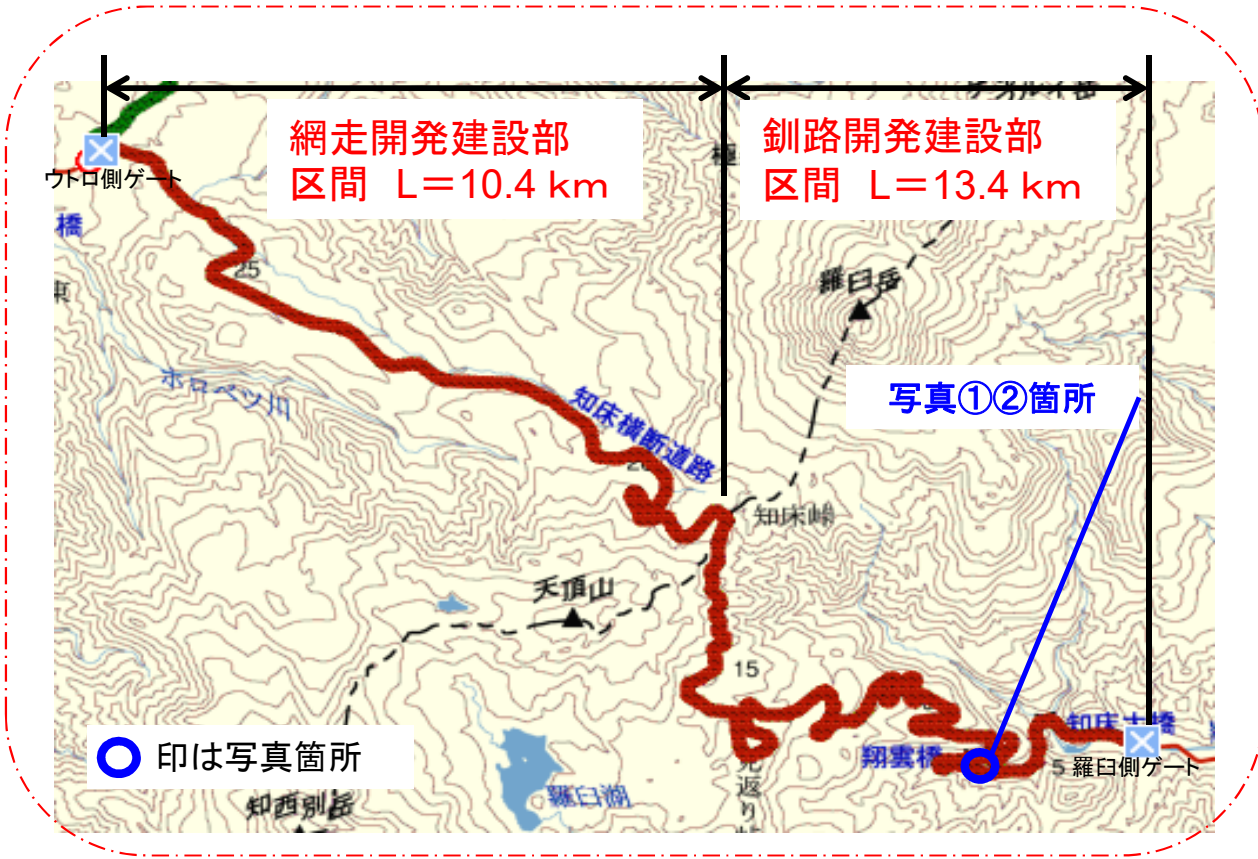 網走開発建設部
区間 L=10.4 km
釧路開発建設部
区間 L=13.4 km
ウトロ側ゲート
橋
東
25
羅臼岳
ホロベツ川
写真①②箇所
知床横断道路
知床峠
天頂山
15
知床大橋
翔雲橋
5
羅臼側ゲート
印は写真箇所
見返り
羅臼湖
知西別岳